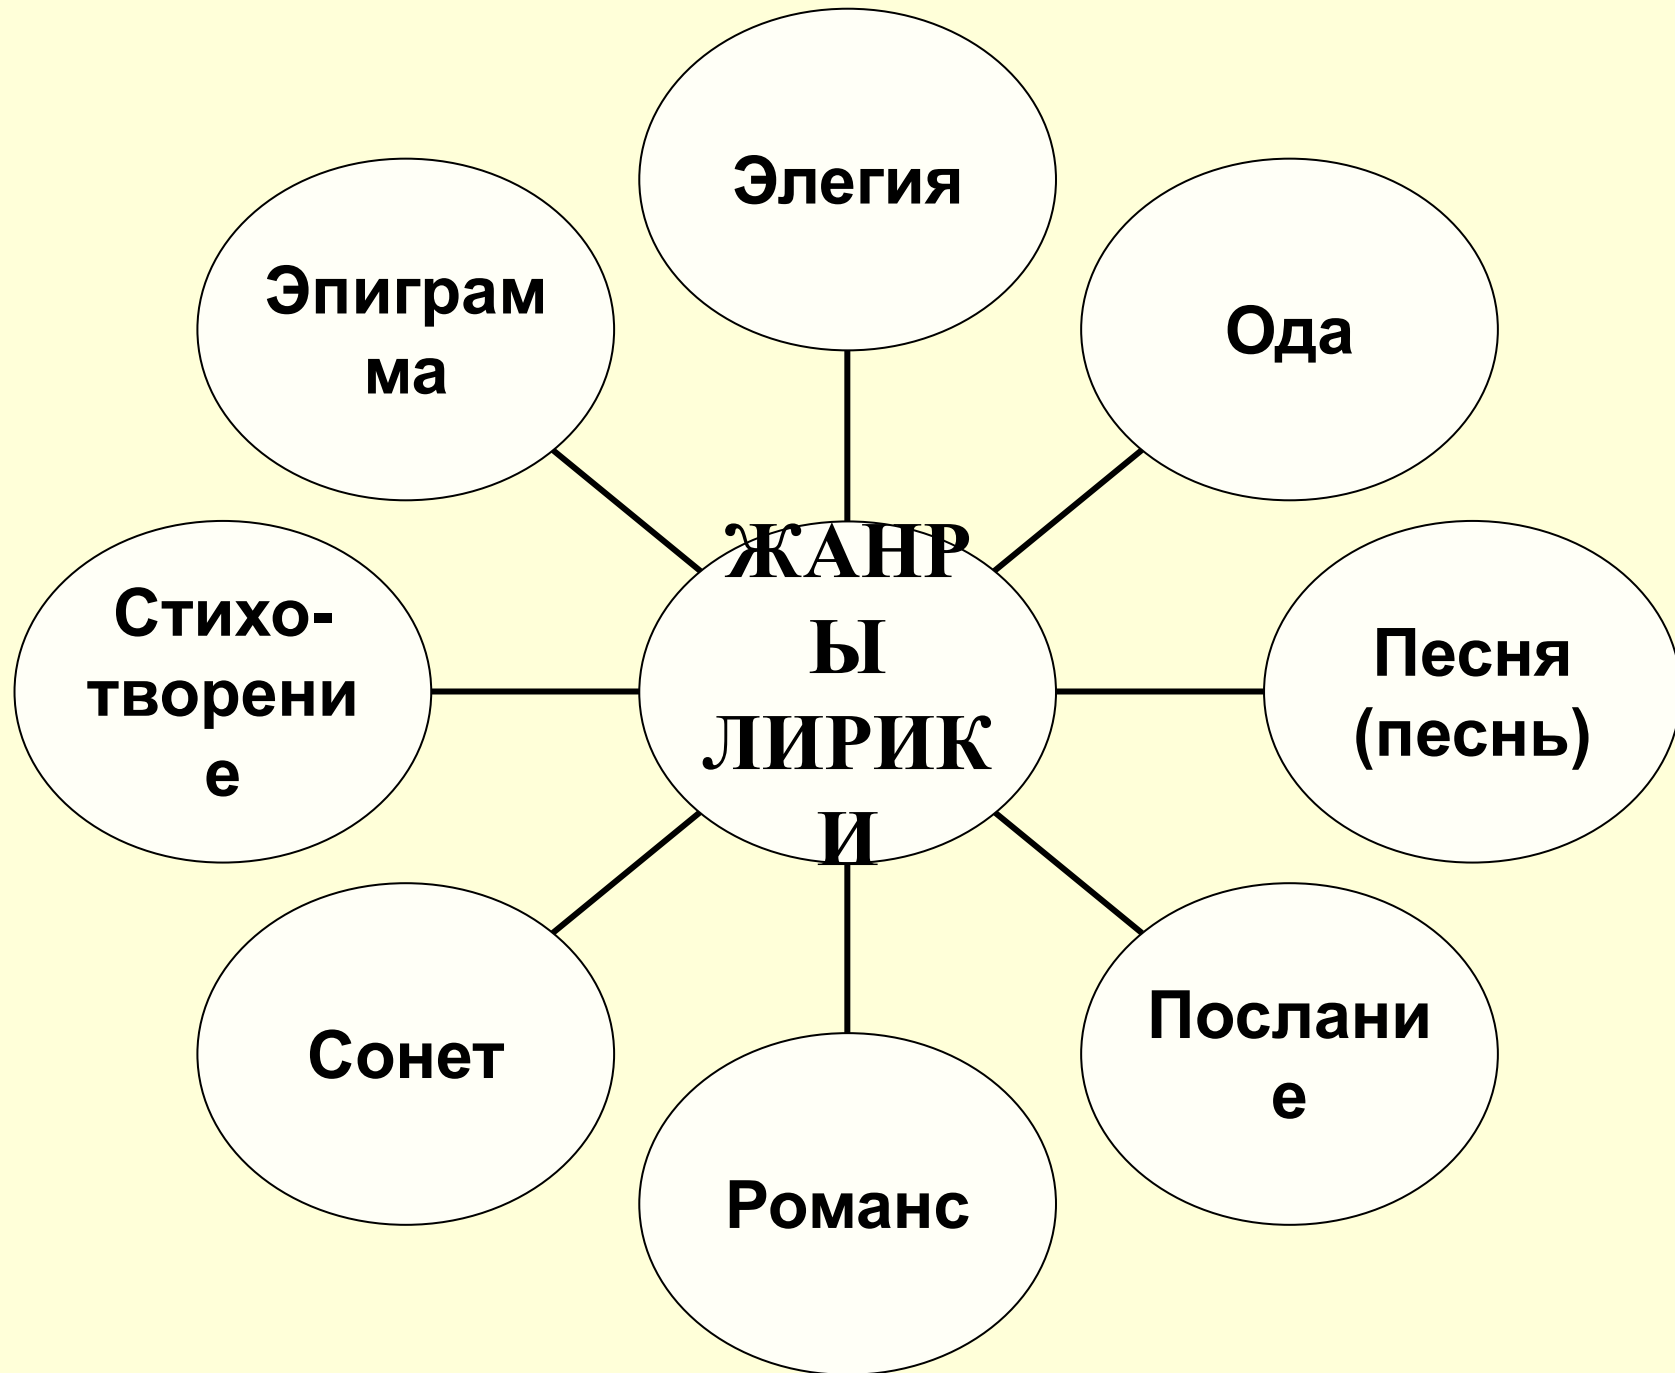 Элегия
Эпиграм
ма
Ода
ЖАНР
Ы
ЛИРИК
И
Стихо-
творени
е
Песня
(песнь)
Сонет
Послани
е
Романс